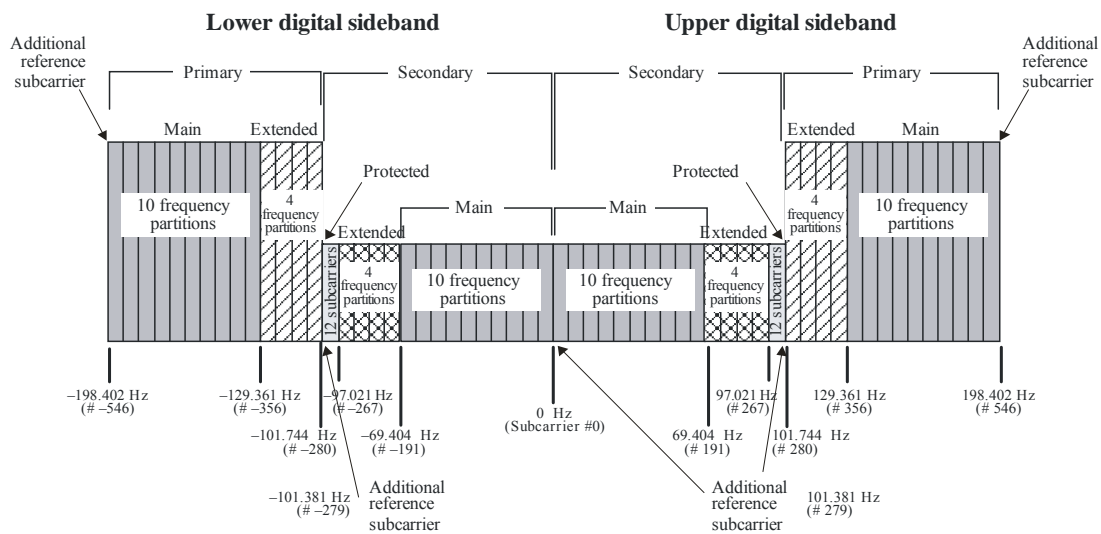 Lower digital sideband
Upper digital sideband
Additional
reference
subcarrier
Primary
Secondary
Secondary
Primary
Additional
reference
subcarrier
Main
Extended
Protected
Protected
Extended
Main
10 frequency
partitions
4
frequency
partitions
Extended
Main
Main
Extended
4
frequency
partitions
10 frequency
partitions
12 subcarriers
4
frequency
partitions
10 frequency
partitions
10 frequency
partitions
4
frequency
partitions
12 subcarriers
–198.402 Hz
(# –546)
–129.361 Hz
(# –356)
–97.021 Hz
(# –267)
0 Hz
(Subcarrier #0)
97.021 Hz
(# 267)
129.361 Hz
(# 356)
198.402 Hz
(# 546)
–101.744 Hz
(# –280)
–69.404 Hz
(# –191)
69.404 Hz
(# 191)
101.744 Hz
(# 280)
–101.381 Hz
(# –279)
Additional
reference
subcarrier
Additional
reference
subcarrier
101.381 Hz
(# 279)